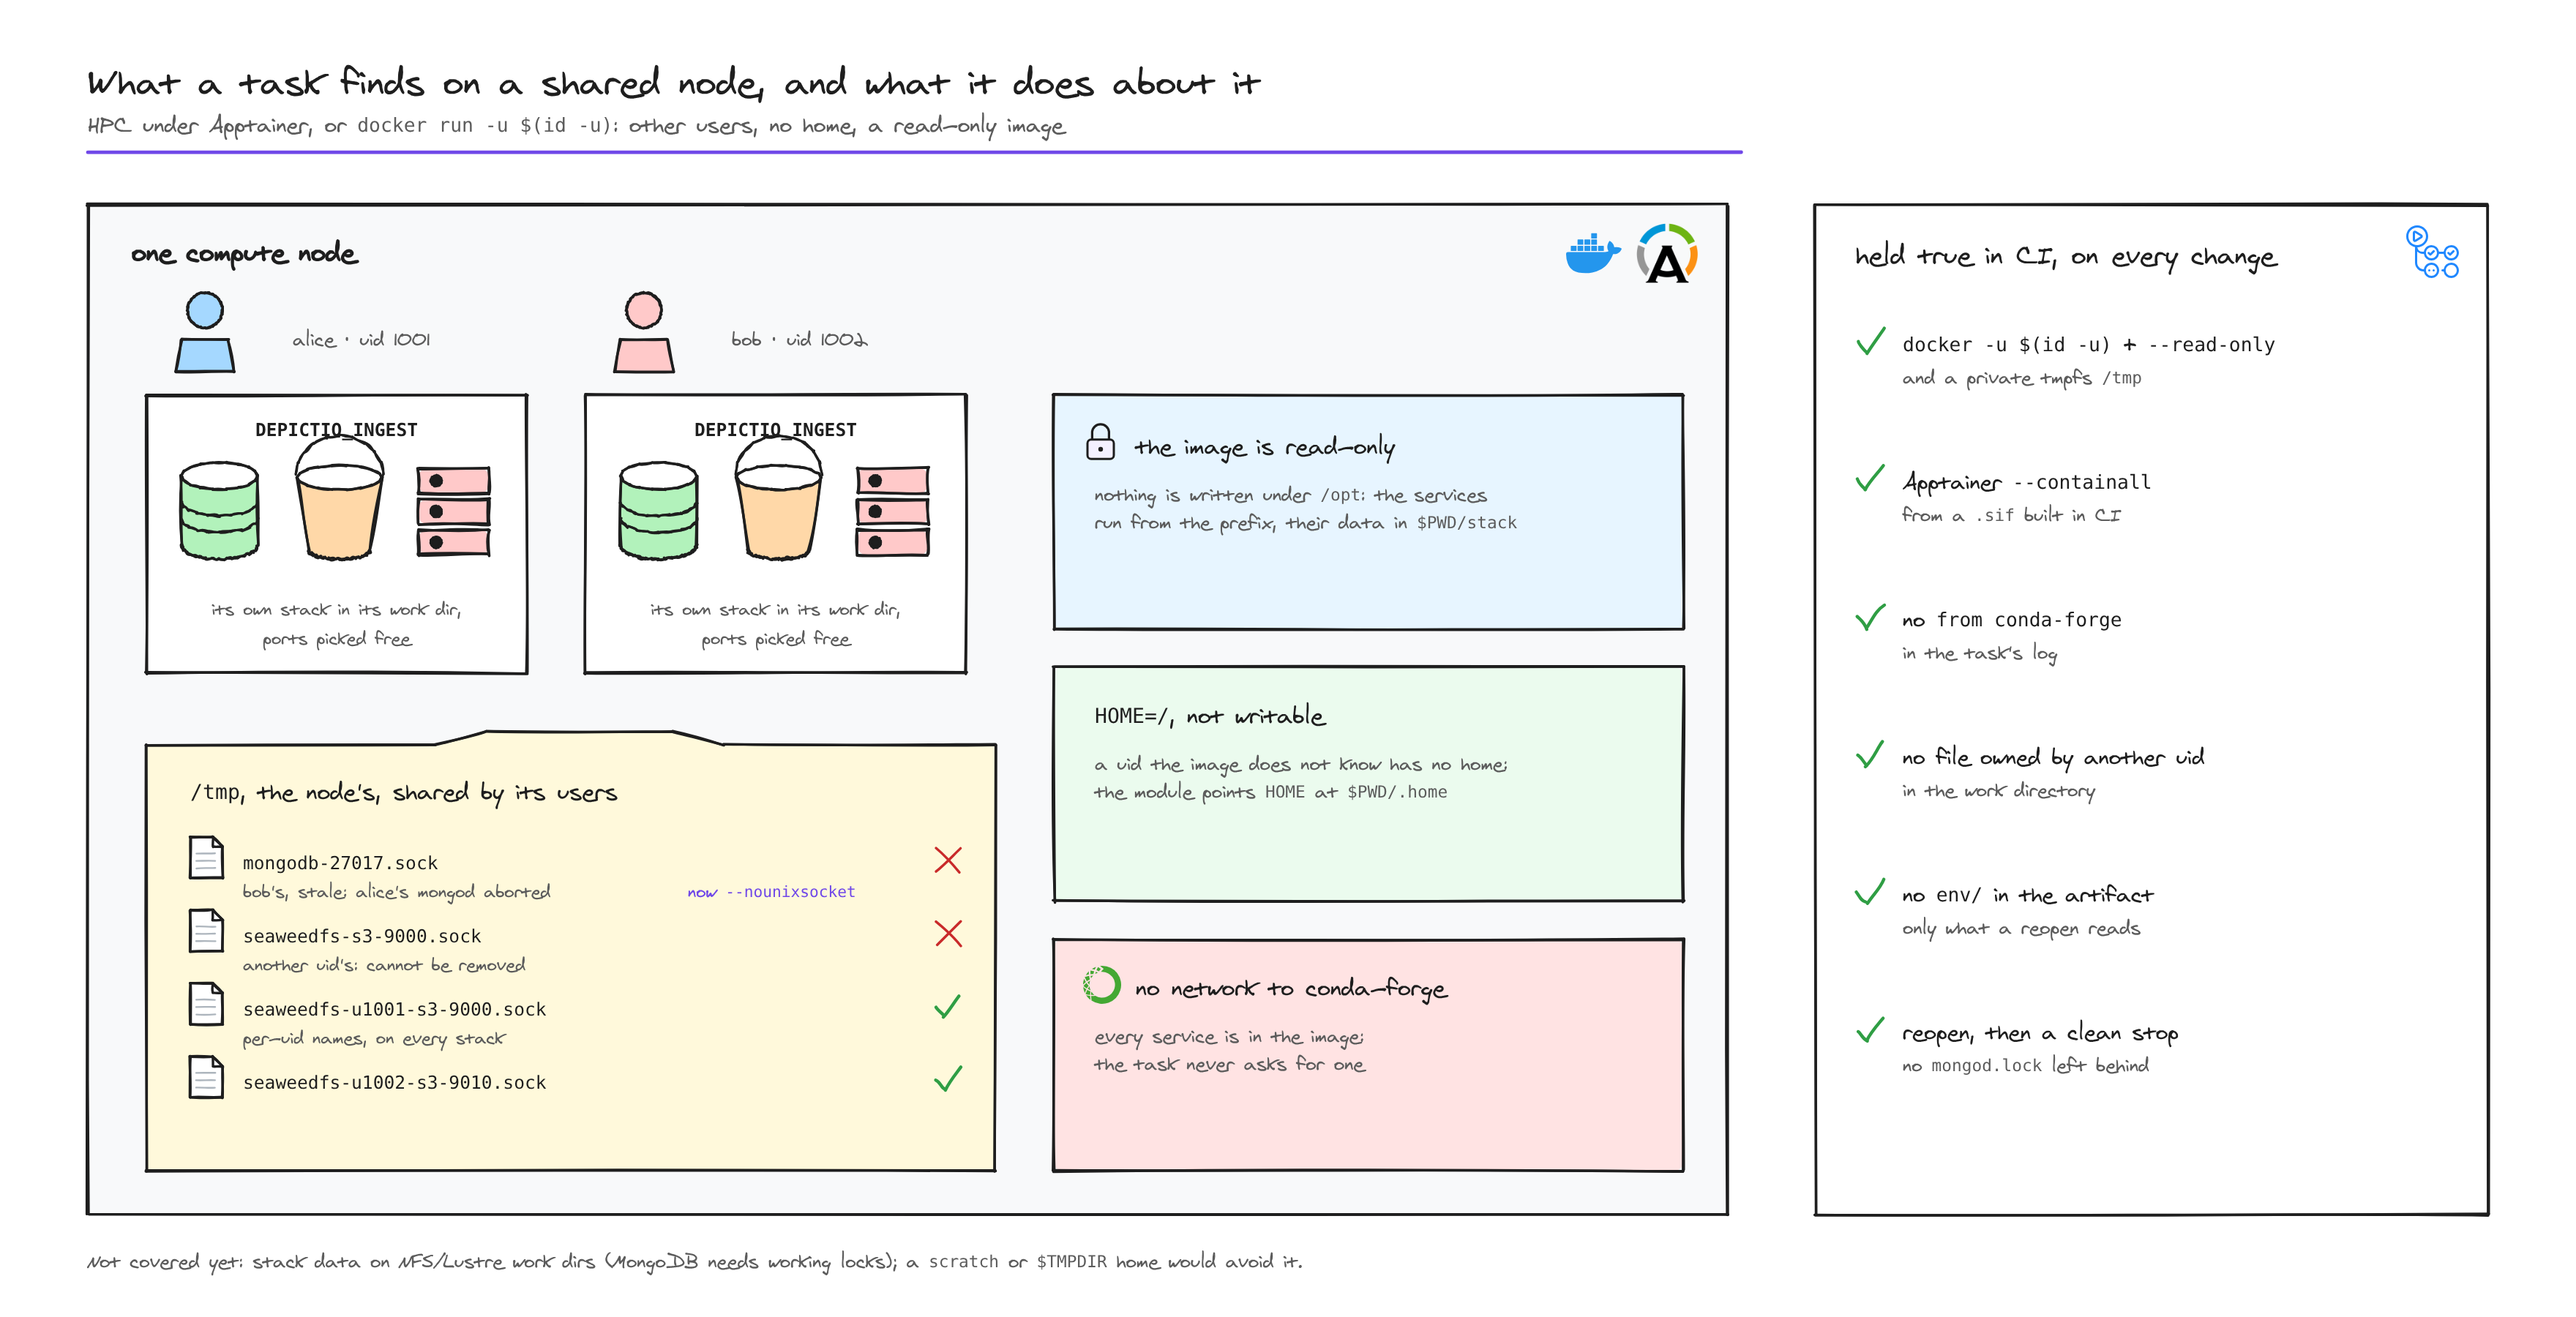 What a task finds on a shared node, and what it does about it
HPC under Apptainer, or docker run -u $(id -u): other users, no home, a read-only image
one compute node
alice · uid 1001
bob · uid 1002
DEPICTIO_INGEST
its own stack in its work dir,
ports picked free
DEPICTIO_INGEST
its own stack in its work dir,
ports picked free
/tmp, the node's, shared by its users
mongodb-27017.sock
bob's, stale; alice's mongod aborted
now --nounixsocket
seaweedfs-s3-9000.sock
another uid's: cannot be removed
seaweedfs-u1001-s3-9000.sock
per-uid names, on every stack
seaweedfs-u1002-s3-9010.sock
the image is read-only
nothing is written under /opt: the services
run from the prefix, their data in $PWD/stack
HOME=/, not writable
a uid the image does not know has no home;
the module points HOME at $PWD/.home
no network to conda-forge
every service is in the image;
the task never asks for one
held true in CI, on every change
docker -u $(id -u) + --read-only
and a private tmpfs /tmp
Apptainer --containall
from a .sif built in CI
no from conda-forge
in the task's log
no file owned by another uid
in the work directory
no env/ in the artifact
only what a reopen reads
reopen, then a clean stop
no mongod.lock left behind
Not covered yet: stack data on NFS/Lustre work dirs (MongoDB needs working locks); a scratch or $TMPDIR home would avoid it.